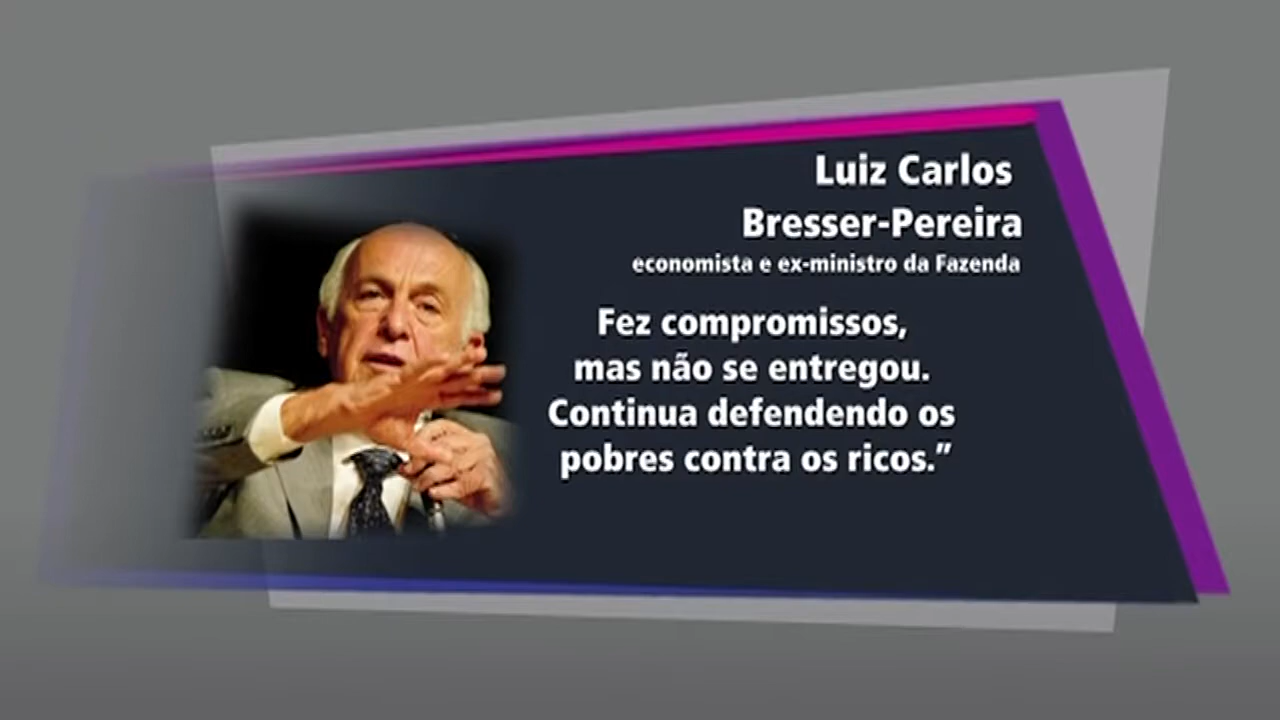 Luiz Carlos
Bresser-Pereira
economista e ex-ministro da Fazenda
Fez compromissos,
mas não se entregou.
Continua defendendo os
pobres contra os ricos.”